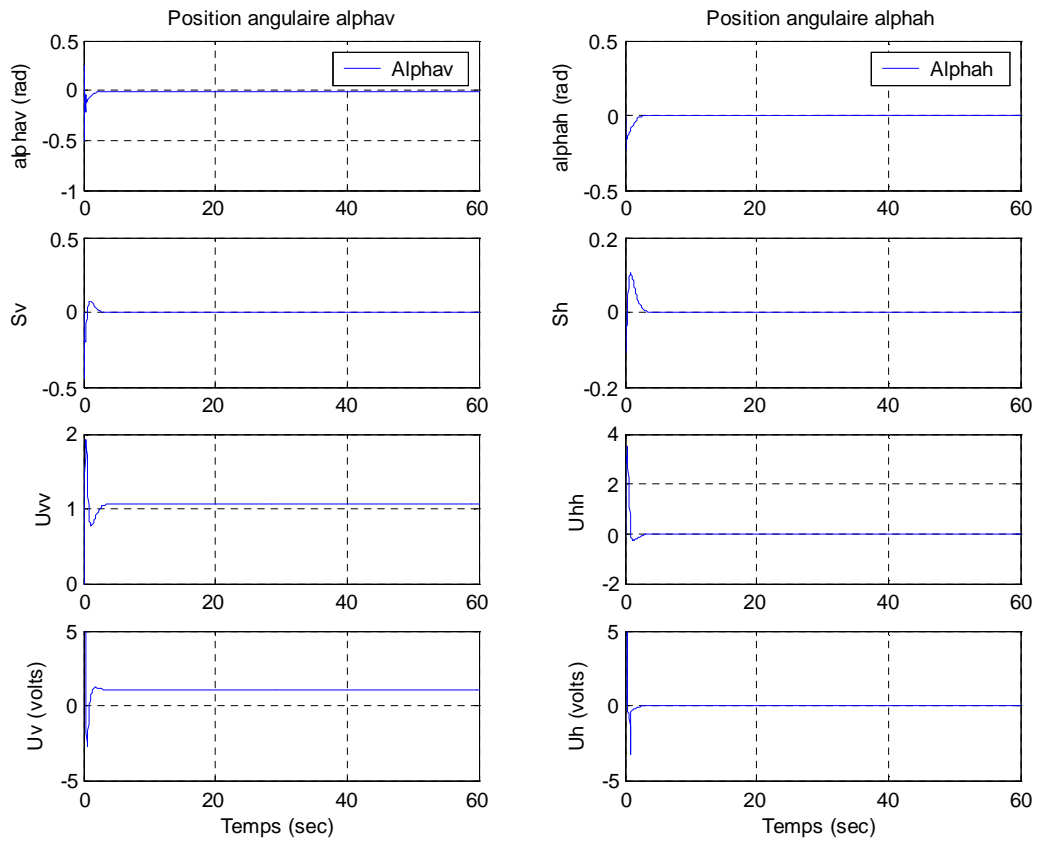 Position angulaire alphav
Position angulaire alphah
0.5
0
-0.5
-1
alphav (rad)
Alphav
0 20 40 60
0.5
0
-0.5
alphah (rad)
Alphah
0 20 40 60
0.5
0
-0.5
Sv
0 20 40 60
0.2
0
-0.2
Sh
0 20 40 60
2
1
0
Uvv
0 20 40 60
4
2
0
-2
Uhh
0 20 40 60
5
0
-5
Uv (volts)
0 20 40 60
Temps (sec)
5
0
-5
Uh (volts)
0 20 40 60
Temps (sec)